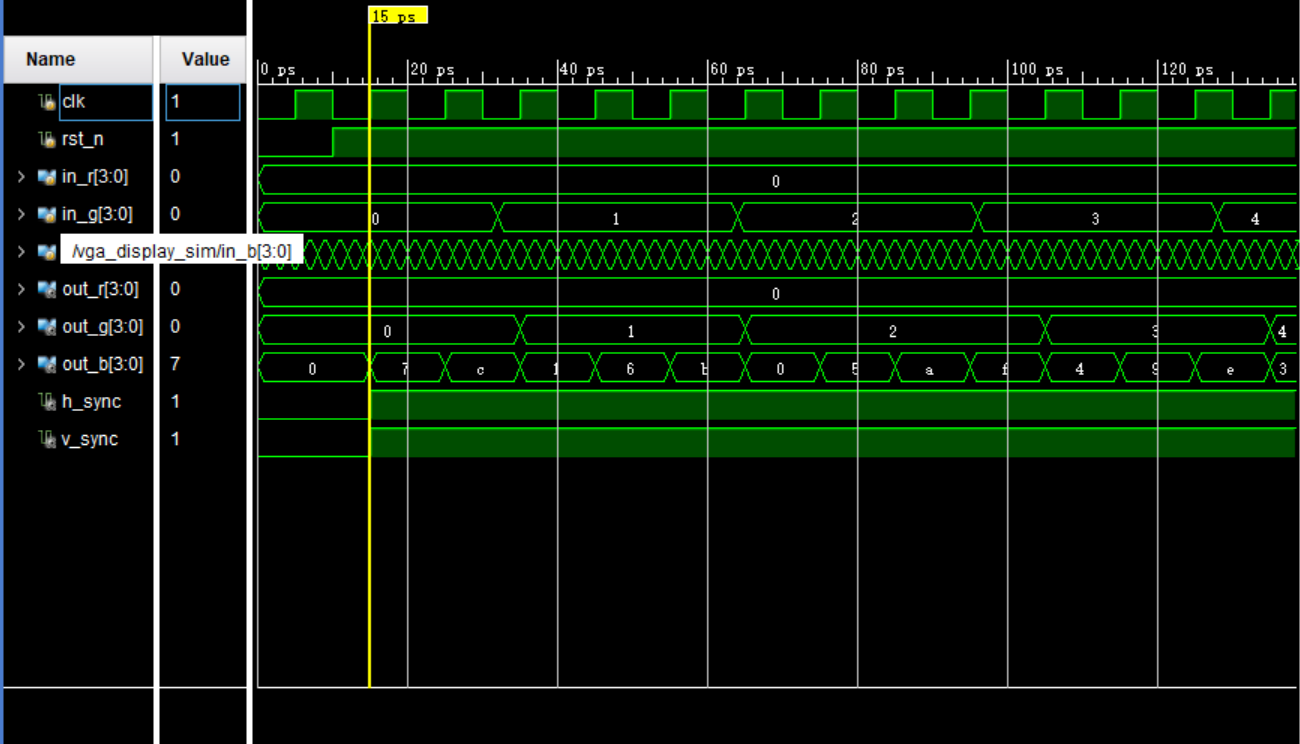 15 ps
Name Value 0 ps 20 ps 40 ps 60 ps 80 ps 100 ps 120 ps
clk 1
rst_n 1
in_r[3:0] 0 0
in_g[3:0] 0 0 1 2 3 4
/vga_display_sim/in_b[3:0]
out_r[3:0] 0 0
out_g[3:0] 0 0 1 2 3 4
out_b[3:0] 7 0 7 c 1 6 b 0 5 a f 4 9 e 3
h_sync 1
v_sync 1